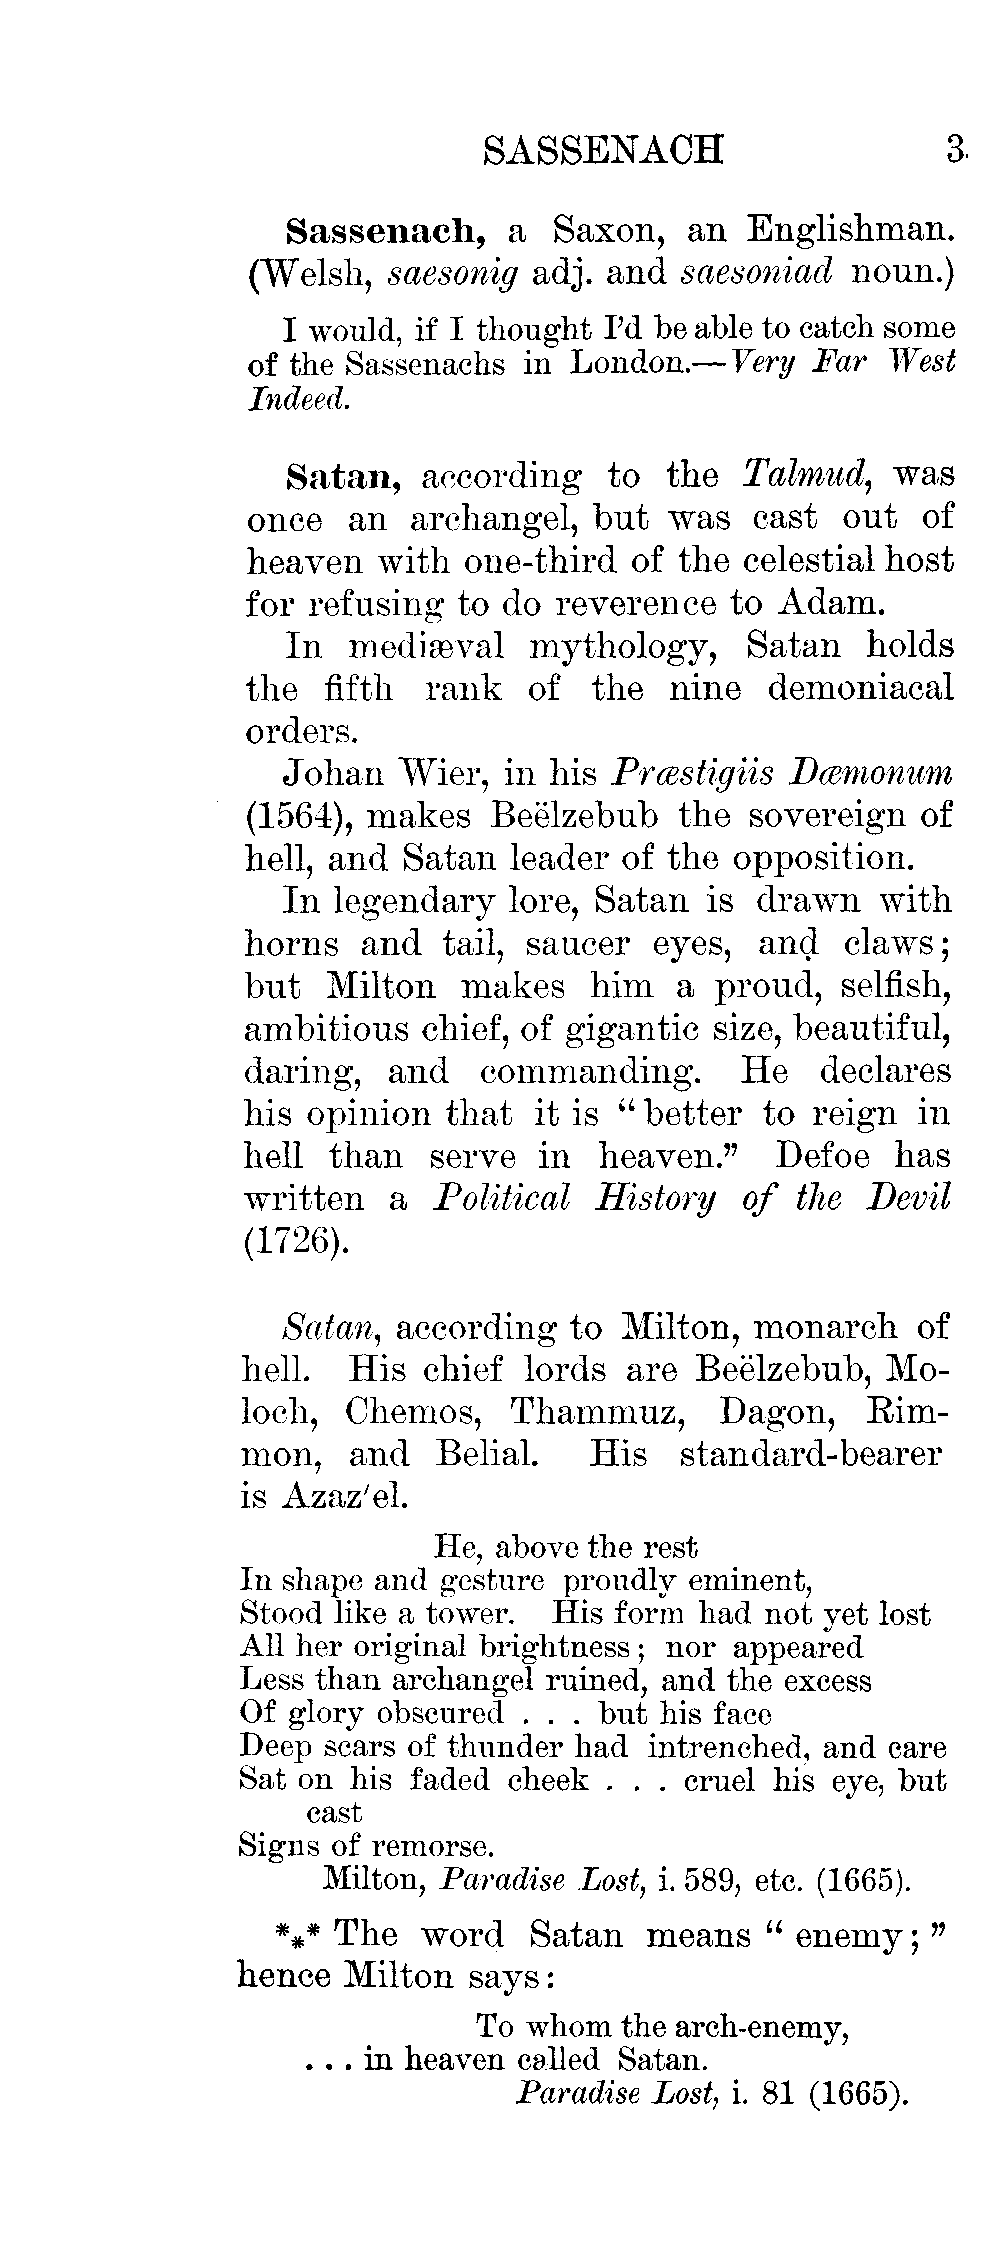 SASSENACH 3
Sassenach, a Saxon, an Englishman.
(Welsh, saesonig adj. and saesoniad noun.)
I would, if I thought I'd be able to catch some
of the Sassenachs in London.—Very Far West
Indeed.
Satan, according to the Talmud, was
once an archangel, but was cast out of
heaven with one-third of the celestial host
for refusing to do reverence to Adam.
In mediæval mythology, Satan holds
the fifth rank of the nine demoniacal
orders.
Johan Wier, in his Præstigiis Dæmonum
(1564), makes Beëlzebub the sovereign of
hell, and Satan leader of the opposition.
In legendary lore, Satan is drawn with
horns and tail, saucer eyes, and claws;
but Milton makes him a proud, selfish,
ambitious chief, of gigantic size, beautiful,
daring, and commanding. He declares
his opinion that it is "better to reign in
hell than serve in heaven." Defoe has
written a Political History of the Devil
(1726).
Satan, according to Milton, monarch of
hell. His chief lords are Beëlzebub, Mo-
loch, Chemos, Thammuz, Dagon, Rim-
mon, and Belial. His standard-bearer
is Azaz'el.
He, above the rest
In shape and gesture proudly eminent,
Stood like a tower. His form had not yet lost
All her original brightness; nor appeared
Less than archangel ruined, and the excess
Of glory obscured . . . but his face
Deep scars of thunder had intrenched, and care
Sat on his faded cheek . . . cruel his eye, but
cast
Signs of remorse.
Milton, Paradise Lost, i. 589, etc. (1665).
*⁎* The word Satan means "enemy;"
hence Milton says:
To whom the arch-enemy,
. . . in heaven called Satan.
Paradise Lost, i. 81 (1665).